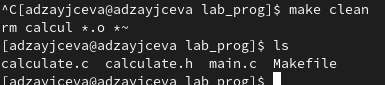 ^C[adzayjceva@adzayjceva lab_prog]$ make clean
rm calcul *.o *~
[adzayjceva@adzayjceva lab_prog]$ ls
calculate.c  calculate.h  main.c  Makefile
[adzayjceva@adzayjceva lab_prog]$